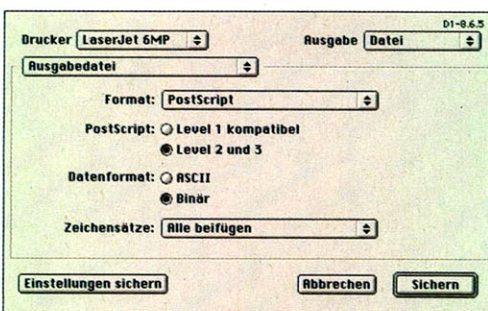 D1-8.6.5
Drucker LaserJet 6MP Ausgabe Datei
Ausgabedatei
Format: PostScript
PostScript: Level 1 kompatibel
Level 2 und 3
Datenformat: ASCII
Binär
Zeichensätze: Alle beifügen
Einstellungen sichern Abbrechen Sichern